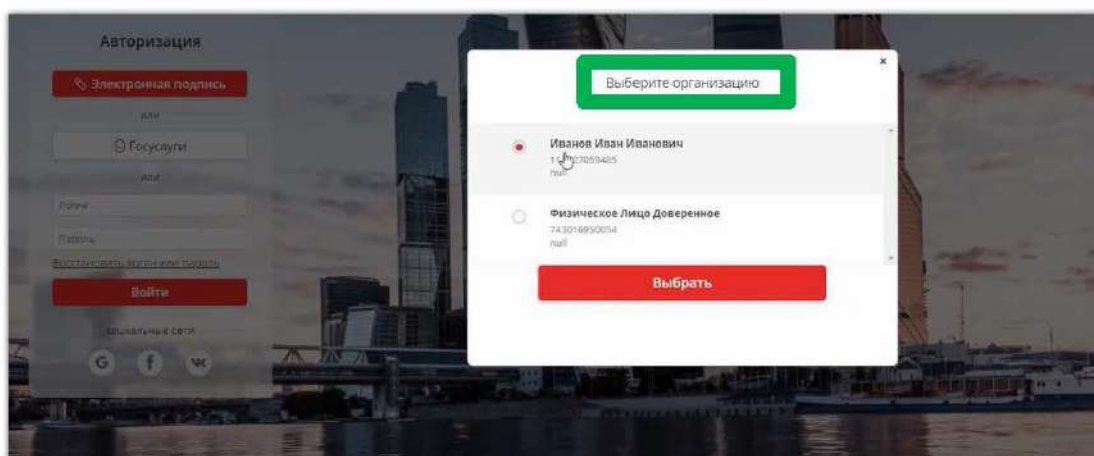 Авторизация
Электронная подпись
или
Госуслуги
или
Логин
Пароль
Восстановить логин или пароль
Войти
социальные сети
G f
Выберите организацию
×
Иванов Иван Иванович
null
Физическое Лицо Доверенное
743016950054
null
Выбрать